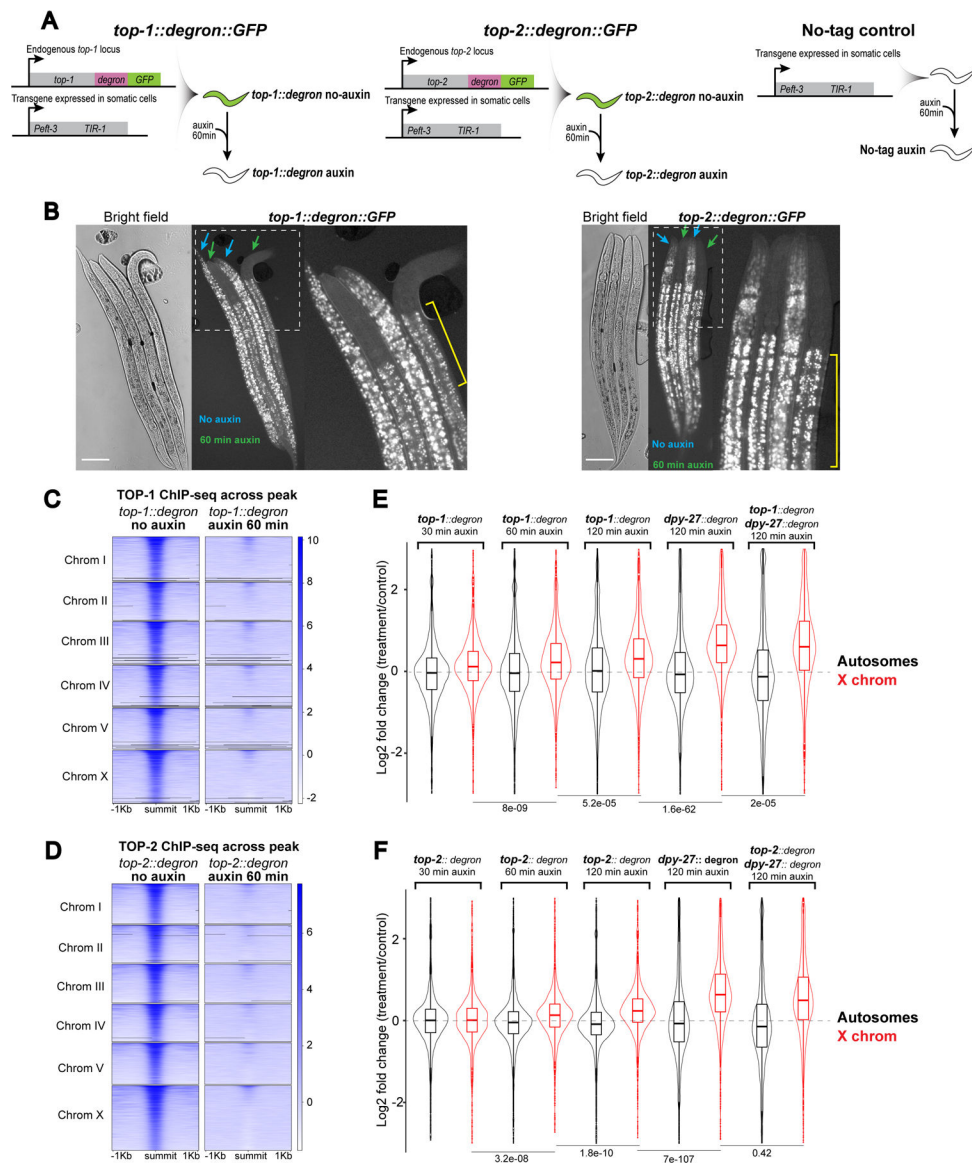 A
top-1::degron::GFP
Endogenous top-1 locus
top-1 degron GFP
Transgene expressed in somatic cells
Peft-3 TIR-1
top-1::degron no-auxin
auxin
60min
top-1::degron auxin
top-2::degron::GFP
Endogenous top-2 locus
top-2 degron GFP
Transgene expressed in somatic cells
Peft-3 TIR-1
top-2::degron no-auxin
auxin
60min
top-2::degron auxin
No-tag control
Transgene expressed in somatic cells
Peft-3 TIR-1
auxin
60min
No-tag auxin
B
Bright field
top-1::degron::GFP
No auxin
60 min auxin
Bright field
top-2::degron::GFP
No auxin
60 min auxin
C
TOP-1 ChIP-seq across peak
top-1::degron top-1::degron
no auxin auxin 60 min
Chrom I
Chrom II
Chrom III
Chrom IV
Chrom V
Chrom X
10
8
6
4
2
0
-2
-1Kb summit 1Kb -1Kb summit 1Kb
D
TOP-2 ChIP-seq across peak
top-2::degron top-2::degron
no auxin auxin 60 min
Chrom I
Chrom II
Chrom III
Chrom IV
Chrom V
Chrom X
6
4
2
0
-1Kb summit 1Kb -1Kb summit 1Kb
E
top-1::degron
30 min auxin
top-1::degron
60 min auxin
top-1::degron
120 min auxin
dpy-27::degron
120 min auxin
top-1::degron
dpy-27::degron
120 min auxin
Log2 fold change (treatment/control)
2
0
-2
Autosomes
X chrom
8e-09
5.2e-05
1.6e-62
2e-05
F
top-2:: degron
30 min auxin
top-2:: degron
60 min auxin
top-2:: degron
120 min auxin
dpy-27:: degron
120 min auxin
top-2:: degron
dpy-27:: degron
120 min auxin
Log2 fold change (treatment/control)
2
0
-2
Autosomes
X chrom
3.2e-08
1.8e-10
7e-107
0.42